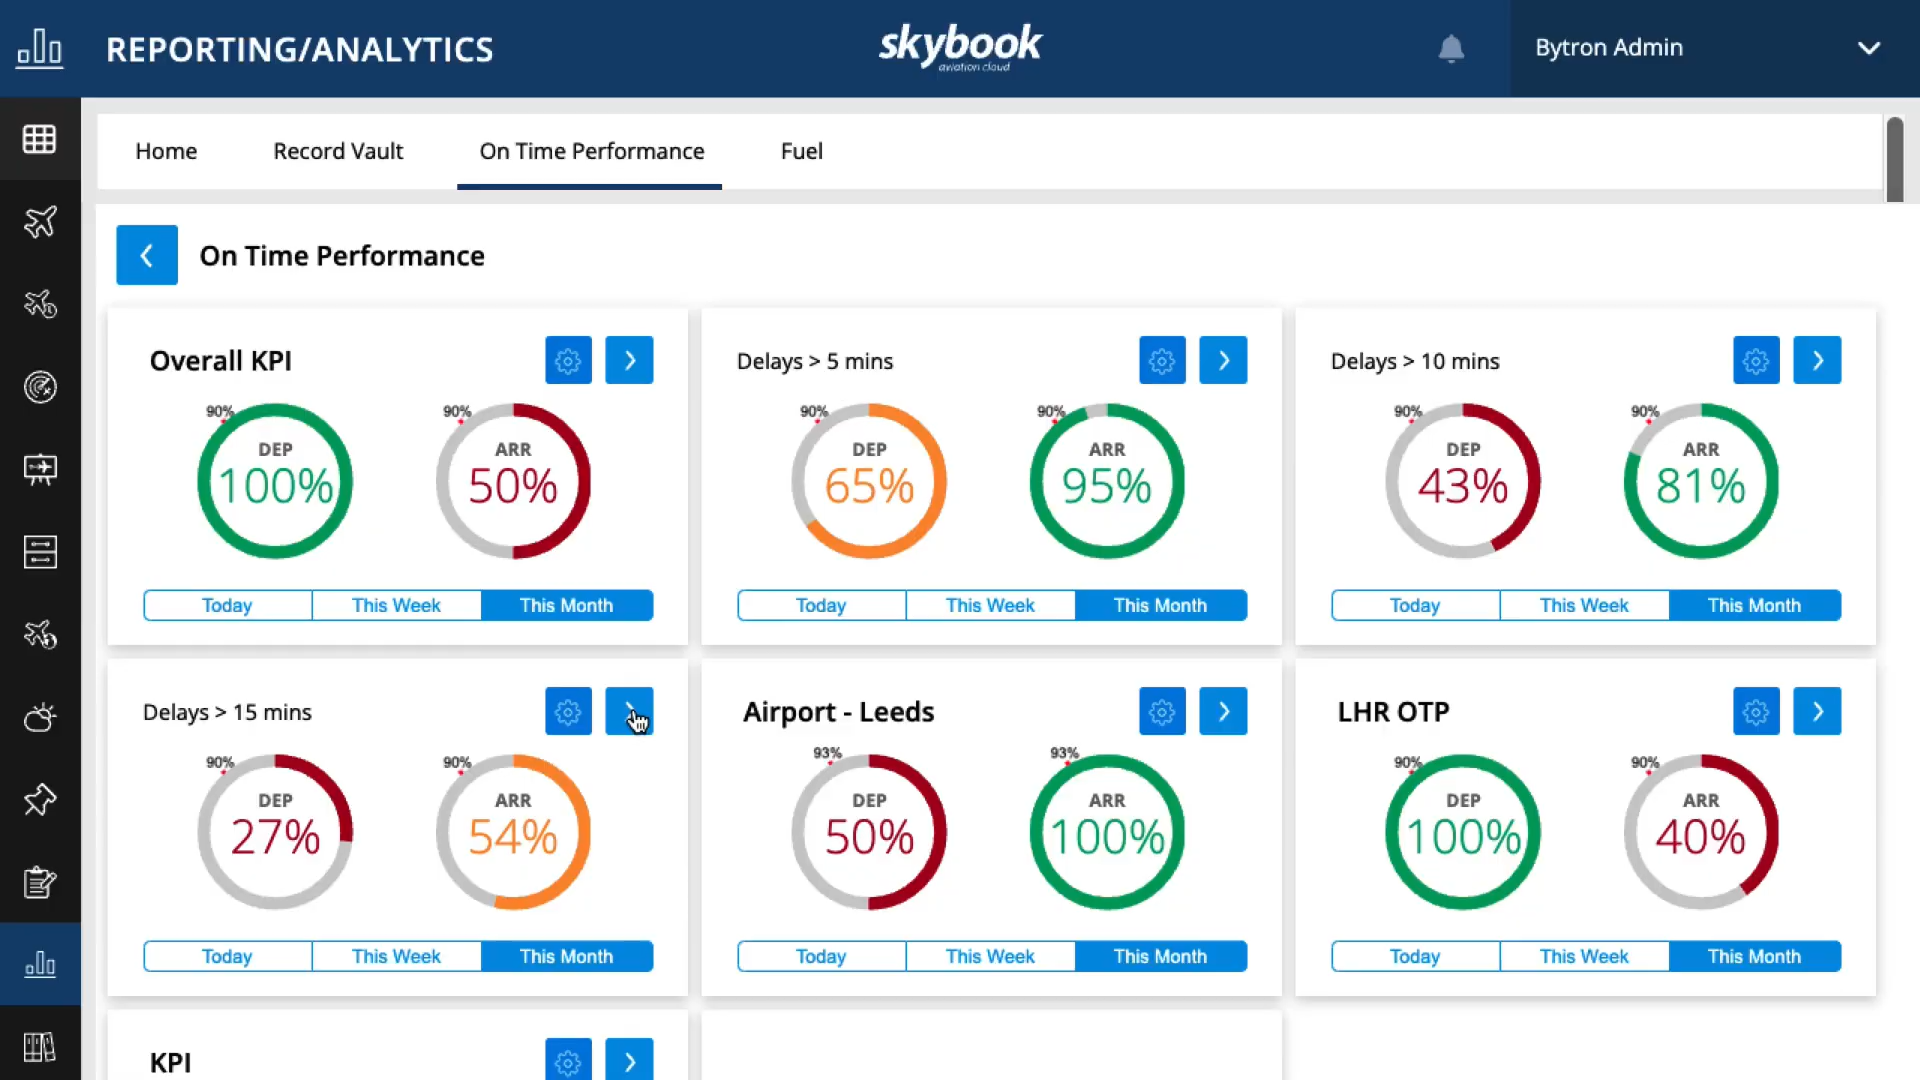 REPORTING/ANALYTICS
skybook
aviation cloud
Bytron Admin
Home
Record Vault
On Time Performance
Fuel
On Time Performance
Overall KPI
90%
DEP
100%
90%
ARR
50%
Today
This Week
This Month
Delays > 5 mins
90%
DEP
65%
90%
ARR
95%
Today
This Week
This Month
Delays > 10 mins
90%
DEP
43%
90%
ARR
81%
Today
This Week
This Month
Delays > 15 mins
90%
DEP
27%
90%
ARR
54%
Today
This Week
This Month
Airport - Leeds
93%
DEP
50%
93%
ARR
100%
Today
This Week
This Month
LHR OTP
90%
DEP
100%
90%
ARR
40%
Today
This Week
This Month
KPI